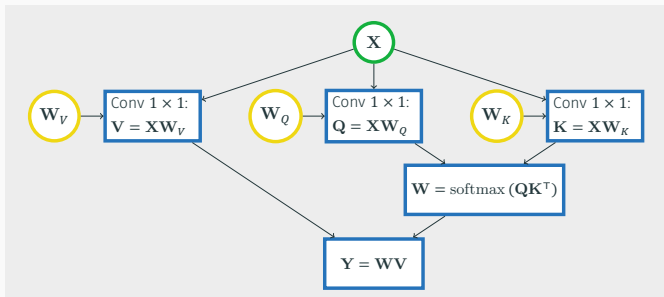 X
W_V
Conv 1 × 1:
V = XW_V
W_Q
Conv 1 × 1:
Q = XW_Q
W_K
Conv 1 × 1:
K = XW_K
W = softmax (QK^⊤)
Y = WV